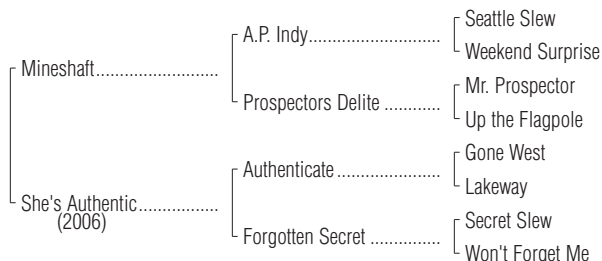 Seattle Slew
A.P. Indy..............................
Weekend Surprise
Mineshaft............................
Mr. Prospector
Prospectors Delite .............
Up the Flagpole
Gone West
Authenticate ........................
Lakeway
She's Authentic..................
(2006)
Secret Slew
Forgotten Secret ................
Won't Forget Me